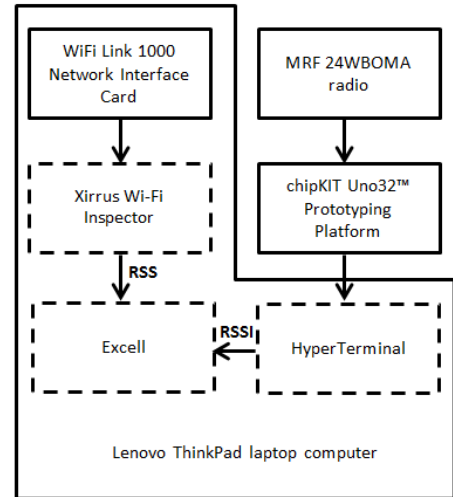 WiFi Link 1000
Network Interface
Card
MRF 24WBOMA
radio
Xirrus Wi-Fi
Inspector
chipKIT Uno32™
Prototyping
Platform
RSS
Excell
RSSI
HyperTerminal
Lenovo ThinkPad laptop computer